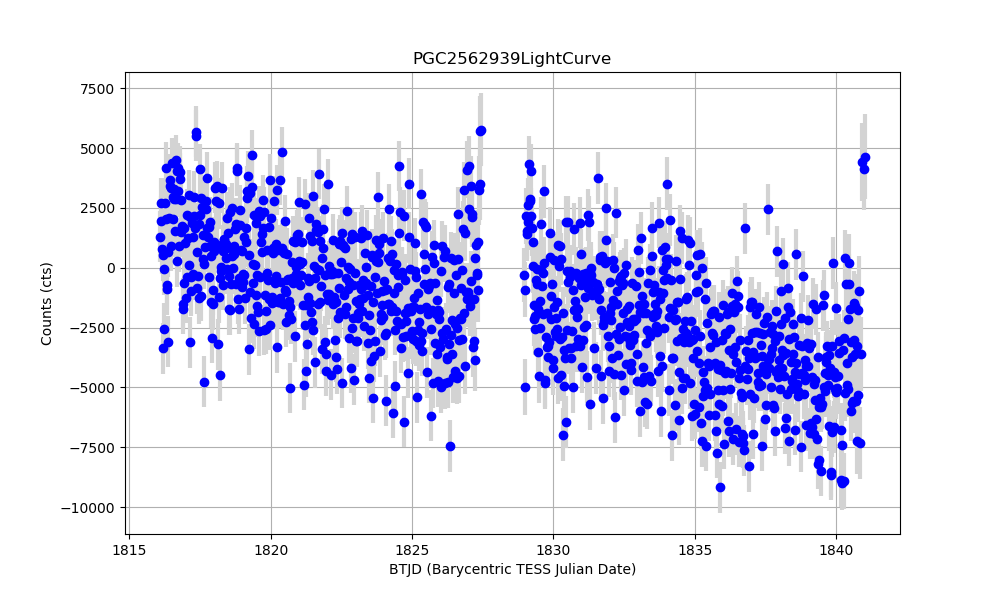 PGC2562939LightCurve
7500
5000
2500
0
−2500
−5000
−7500
−10000
Counts (cts)
1815 1820 1825 1830 1835 1840
BTJD (Barycentric TESS Julian Date)